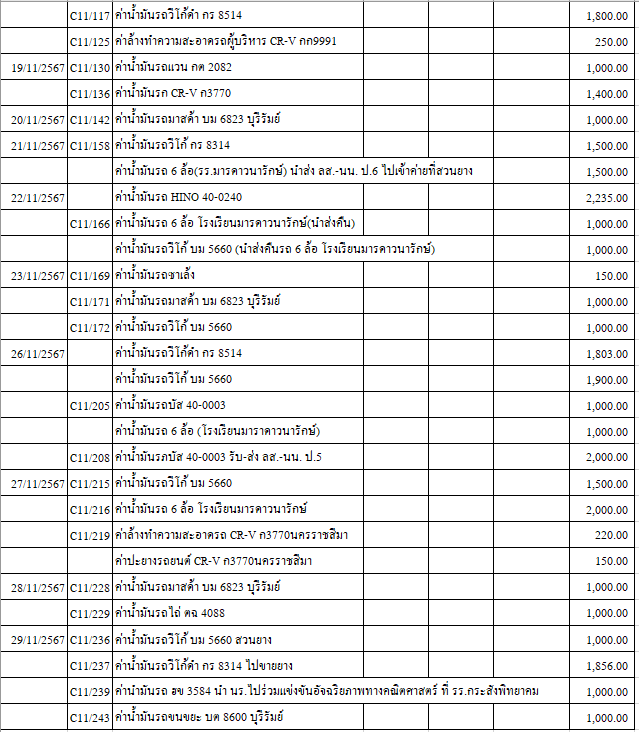 C11/117 ค่าน้ำมันรถวีโก้ดำ กร 8514 1,800.00
C11/125 ค่าล้างทำความสะอาดรถผู้บริหาร CR-V กก9991 250.00
19/11/2567 C11/130 ค่าน้ำมันรถแวน กต 2082 1,000.00
C11/136 ค่าน้ำมันรถ CR-V ก3770 1,400.00
20/11/2567 C11/142 ค่าน้ำมันรถมาสด้า บม 6823 บุรีรัมย์ 1,000.00
21/11/2567 C11/158 ค่าน้ำมันรถวีโก้ กร 8314 1,500.00
ค่าน้ำมันรถ 6 ล้อ(รร.มารดาวนารักษ์) นำส่ง ลส.-นน. ป.6 ไปเข้าค่ายที่สวนยาง 1,500.00
22/11/2567 ค่าน้ำมันรถ HINO 40-0240 2,235.00
C11/166 ค่าน้ำมันรถ 6 ล้อ โรงเรียนมารดาวนารักษ์(นำส่งคืน) 1,000.00
ค่าน้ำมันรถวีโก้ บม 5660 (นำส่งคืนรถ 6 ล้อ โรงเรียนมารดาวนารักษ์) 1,000.00
23/11/2567 C11/169 ค่าน้ำมันรถซาเล้ง 150.00
C11/171 ค่าน้ำมันรถมาสด้า บม 6823 บุรีรัมย์ 1,000.00
C11/172 ค่าน้ำมันรถวีโก้ บม 5660 1,000.00
26/11/2567 ค่าน้ำมันรถวีโก้ดำ กร 8514 1,803.00
ค่าน้ำมันรถวีโก้ บม 5660 1,900.00
C11/205 ค่าน้ำมันรถบัส 40-0003 1,000.00
ค่าน้ำมันรถ 6 ล้อ (โรงเรียนมาราดาวนารักษ์) 1,000.00
C11/208 ค่าน้ำมันรภบัส 40-0003 รับ-ส่ง ลส.-นน. ป.5 2,000.00
27/11/2567 C11/215 ค่าน้ำมันรถวีโก้ บม 5660 1,500.00
C11/216 ค่าน้ำมันรถ 6 ล้อ โรงเรียนมารดาวนารักษ์ 2,000.00
C11/219 ค่าล้างทำความสะอาดรถ CR-V ก3770นครราชสีมา 220.00
ค่าปะยางรถยนต์ CR-V ก3770นครราชสีมา 150.00
28/11/2567 C11/228 ค่าน้ำมันรถมาสด้า บม 6823 บุรีรัมย์ 1,000.00
C11/229 ค่าน้ำมันรถไถ่ ตฉ 4088 1,000.00
29/11/2567 C11/236 ค่าน้ำมันรถวีโก้ บม 5660 สวนยาง 1,000.00
C11/237 ค่าน้ำมันรถวีโก้ดำ กร 8314 ไปขายยาง 1,856.00
C11/239 ค่านำมันรถ ฮข 3584 นำ นร.ไปร่วมแข่งขันอัจฉริยภาพทางคณิตศาสตร์ ที่ รร.กระสังพิทยาคม 1,000.00
C11/243 ค่าน้ำมันรถขนขยะ บต 8600 บุรีรัมย์ 1,000.00